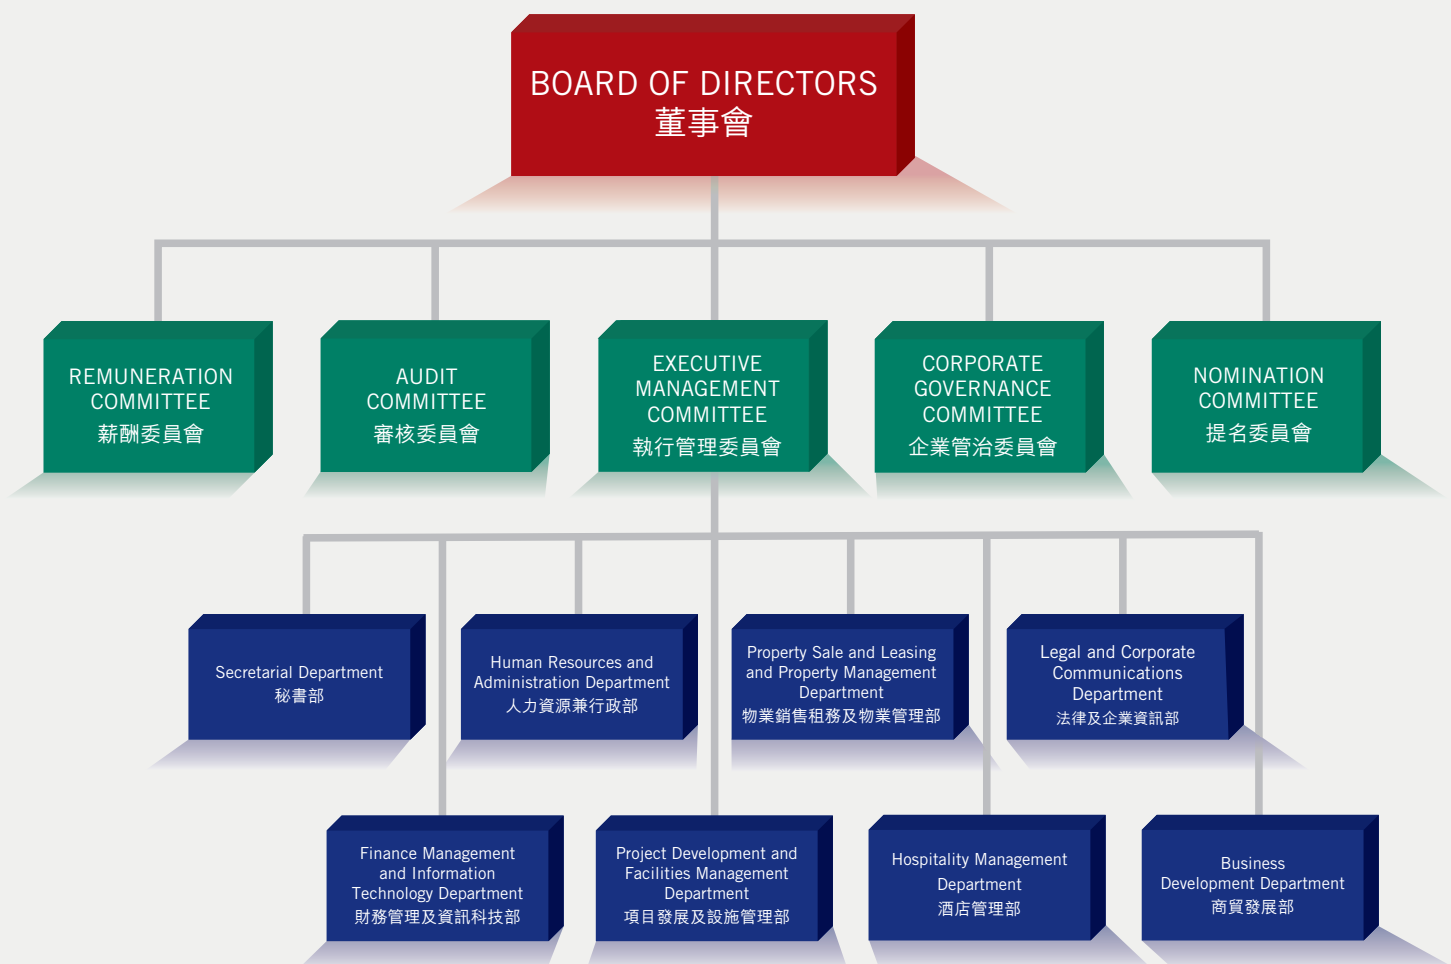 BOARD OF DIRECTORS
董事會
REMUNERATION
COMMITTEE
薪酬委員會
AUDIT
COMMITTEE
審核委員會
EXECUTIVE
MANAGEMENT
COMMITTEE
執行管理委員會
CORPORATE
GOVERNANCE
COMMITTEE
企業管治委員會
NOMINATION
COMMITTEE
提名委員會
Secretarial Department
秘書部
Human Resources and
Administration Department
人力資源兼行政部
Property Sale and Leasing
and Property Management
Department
物業銷售租務及物業管理部
Legal and Corporate
Communications
Department
法律及企業資訊部
Finance Management
and Information
Technology Department
財務管理及資訊科技部
Project Development and
Facilities Management
Department
項目發展及設施管理部
Hospitality Management
Department
酒店管理部
Business
Development Department
商貿發展部